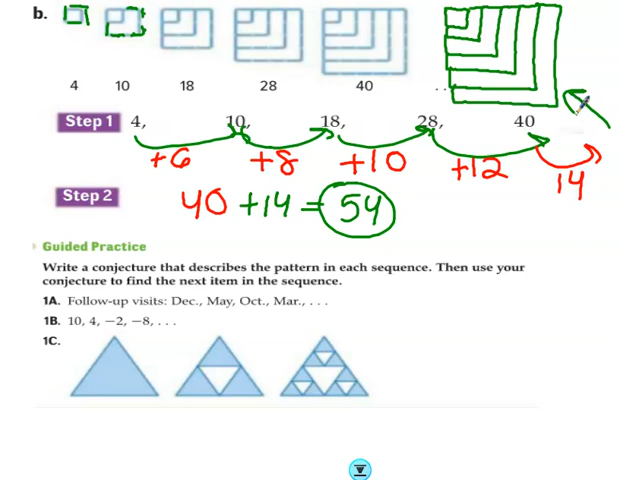 b.
4 10 18 28 40 . .
Step 1 4, 10, 18, 28, 40
+6 +8 +10 +12 14
Step 2 40 +14 = 54
Guided Practice
Write a conjecture that describes the pattern in each sequence. Then use your
conjecture to find the next item in the sequence.
1A. Follow-up visits: Dec., May, Oct., Mar., . . .
1B. 10, 4, −2, −8, . . .
1C.